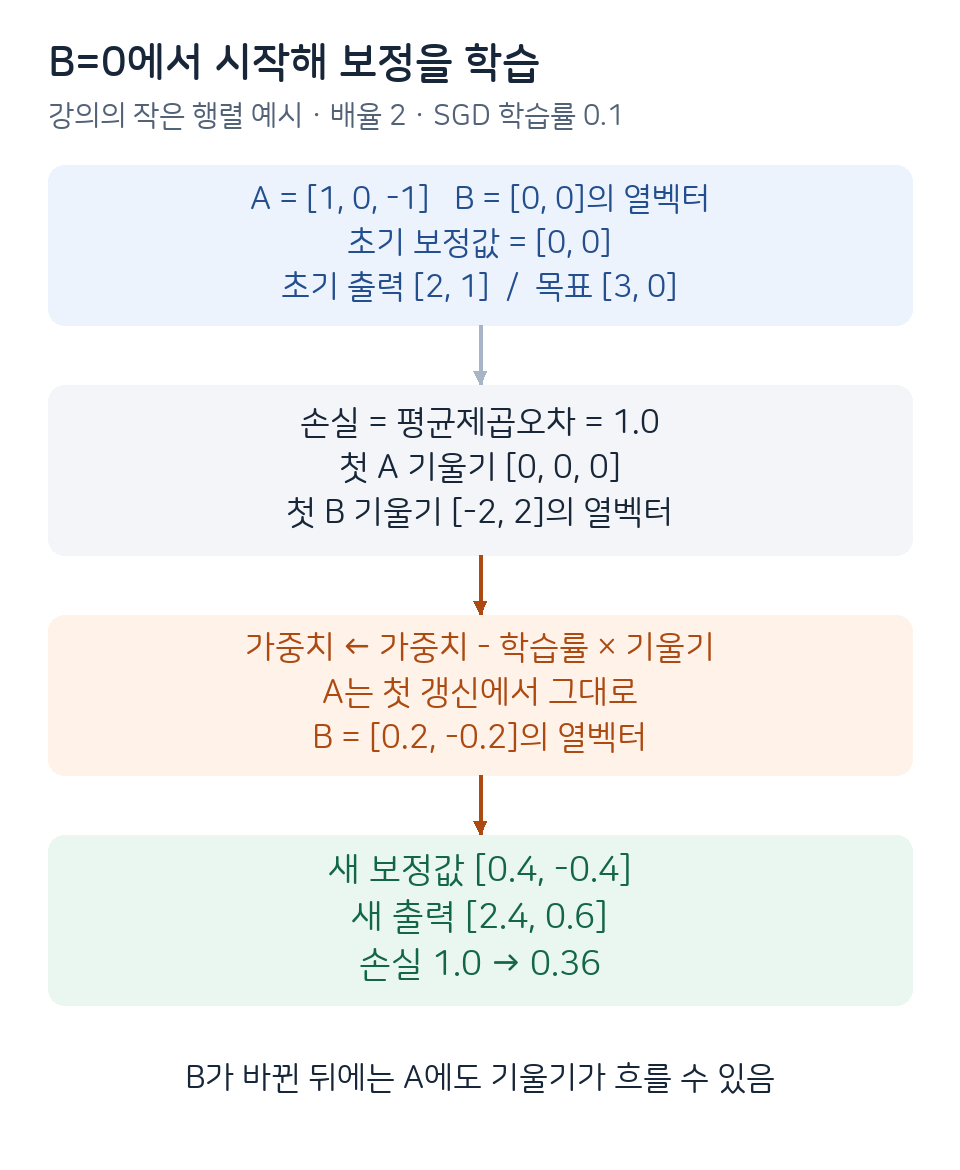 B=0에서 시작해 보정을 학습
강의의 작은 행렬 예시 · 배율 2 · SGD 학습률 0.1
A = [1, 0, -1]   B = [0, 0]의 열벡터
초기 보정값 = [0, 0]
초기 출력 [2, 1]  /  목표 [3, 0]
손실 = 평균제곱오차 = 1.0
첫 A 기울기 [0, 0, 0]
첫 B 기울기 [-2, 2]의 열벡터
가중치 ← 가중치 - 학습률 × 기울기
A는 첫 갱신에서 그대로
B = [0.2, -0.2]의 열벡터
새 보정값 [0.4, -0.4]
새 출력 [2.4, 0.6]
손실 1.0 → 0.36
B가 바뀐 뒤에는 A에도 기울기가 흐를 수 있음